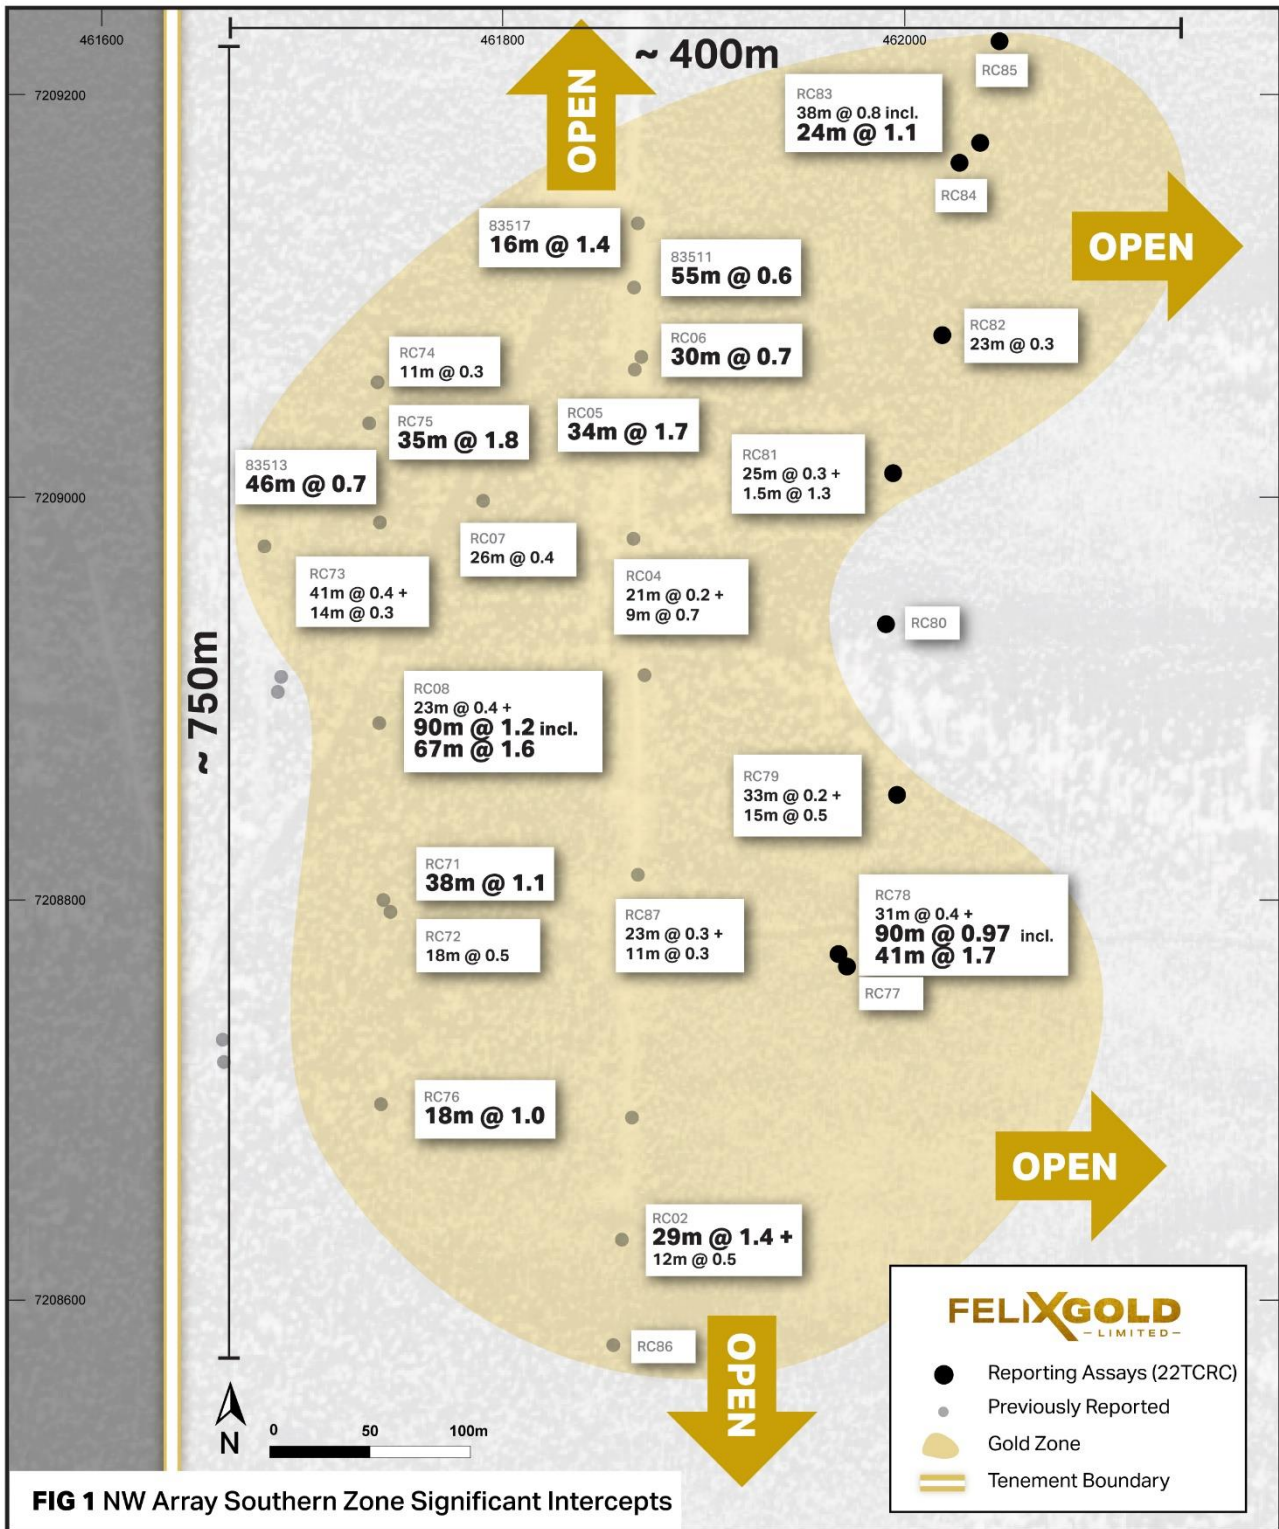 461600
461800
462000
~ 400m
OPEN
RC85
7209200
RC83
38m @ 0.8 incl.
24m @ 1.1
RC84
83517
16m @ 1.4
OPEN
83511
55m @ 0.6
RC82
23m @ 0.3
RC06
30m @ 0.7
RC74
11m @ 0.3
RC75
35m @ 1.8
RC05
34m @ 1.7
RC81
25m @ 0.3 +
1.5m @ 1.3
83513
46m @ 0.7
7209000
RC07
26m @ 0.4
RC73
41m @ 0.4 +
14m @ 0.3
RC04
21m @ 0.2 +
9m @ 0.7
RC80
~ 750m
RC08
23m @ 0.4 +
90m @ 1.2 incl.
67m @ 1.6
RC79
33m @ 0.2 +
15m @ 0.5
RC71
38m @ 1.1
7208800
RC72
18m @ 0.5
RC87
23m @ 0.3 +
11m @ 0.3
RC78
31m @ 0.4 +
90m @ 0.97 incl.
41m @ 1.7
RC77
RC76
18m @ 1.0
OPEN
RC02
29m @ 1.4 +
12m @ 0.5
7208600
RC86
OPEN
FELIXGOLD
LIMITED
Reporting Assays (22TCRC)
Previously Reported
Gold Zone
Tenement Boundary
N
0 50 100m
FIG 1 NW Array Southern Zone Significant Intercepts